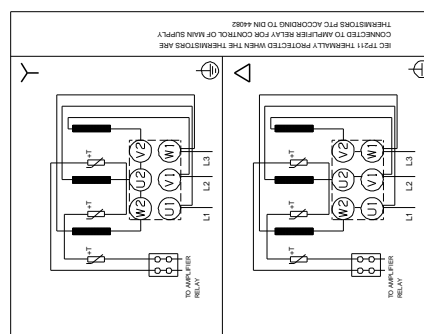 IEC TP211 THERMALLY PROTECTED WHEN THE THERMISTORS ARE
CONNECTED TO AMPLIFIER RELAY FOR CONTROL OF MAIN SUPPLY
THERMISTORS PTC ACCORDING TO DIN 44082
TO AMPLIFIER
RELAY
+T
+T
+T
L1
L2
L3
U1
V1
W1
W2
U2
V2
TO AMPLIFIER
RELAY
+T
+T
+T
L1
L2
L3
U1
V1
W1
W2
U2
V2